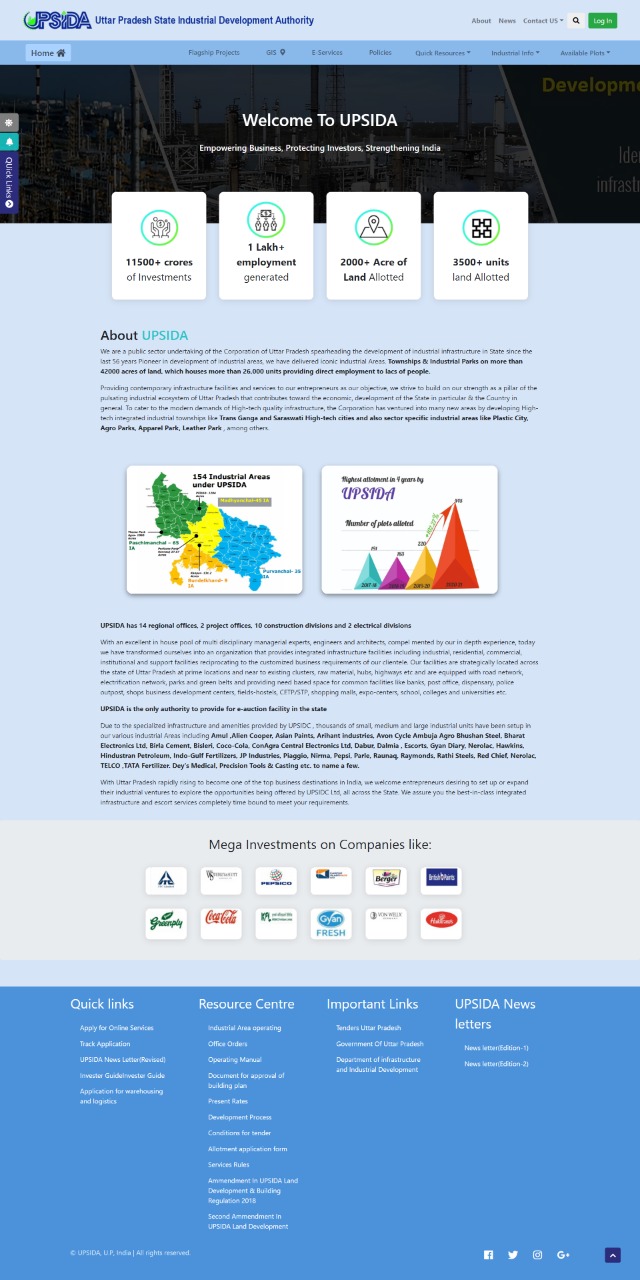 UPSIDA Uttar Pradesh State Industrial Development Authority
About News Contact US Log In
Home Flagship Projects GIS E-Services Policies Quick Resources Industrial Info Available Plots
Developm
Welcome To UPSIDA
Empowering Business, Protecting Investors, Strengthening India
Ide
infrastr
Quick Links
11500+ crores
of Investments
1 Lakh+
employment
generated
2000+ Acre of
Land Allotted
3500+ units
land Allotted
About UPSIDA
We are a public sector undertaking of the Corporation of Uttar Pradesh spearheading the development of industrial infrastructure in State since the
last 56 years Pioneer in development of industrial areas, we have delivered iconic industrial Areas. Townships & Industrial Parks on more than
42000 acres of land, which houses more than 26,000 units providing direct employment to lacs of people.
Providing contemporary infrastructure facilities and services to our entrepreneurs as our objective, we strive to build on our strength as a pillar of the
pulsating industrial ecosystem of Uttar Pradesh that contributes toward the economic, development of the State in particular & the Country in
general. To cater to the modern demands of High-tech quality infrastructure, the Corporation has ventured into many new areas by developing High-
tech integrated industrial townships like Trans Ganga and Saraswati High-tech cities and also sector specific industrial areas like Plastic City,
Agro Parks, Apparel Park, Leather Park , among others.
154 Industrial Areas
under UPSIDA
Madhyanchal-40 IA
Paschimanchal - 65
IA
Purvanchal- 25
IA
Bundelkhand- 9
IA
Highest allotment in 4 years by
UPSIDA
Number of plots alloted
393
220
151
2017-18
2019-20
2020-21
UPSIDA has 14 regional offices, 2 project offices, 10 construction divisions and 2 electrical divisions
With an excellent in house pool of multi-disciplinary managerial experts, engineers and architects, compel mented by our in depth experience, today
we have transformed ourselves into an organization that provides integrated infrastructure facilities including industrial, residential, commercial,
institutional and support facilities reciprocating to the customized business requirements of our clientele. Our facilities are strategically located across
the state of Uttar Pradesh at prime locations and near to existing clusters, raw material, hubs, highways etc and are equipped with road network,
electrification network, parks and green belts and providing need based space for common facilities like banks, post office, dispensary, police
outpost, shops business development centers, fields-hostels, CETP/STP, shopping malls, expo-centers, school, colleges and universities etc.
UPSIDA is the only authority to provide for e-auction facility in the state
Due to the specialized infrastructure and amenities provided by UPSIDC , thousands of small, medium and large industrial units have been setup in
our various industrial Areas including Amul ,Allen Cooper, Asian Paints, Arihant industries, Avon Cycle Ambuja Agro Bhushan Steel, Bharat
Electronics Ltd, Birla Cement, Bisleri, Coco-Cola, ConAgra Central Electronics Ltd, Dabur, Dalmia , Escorts, Gyan Diary, Nerolac, Hawkins,
Hindustran Petroleum, Indo-Gulf Fertilizers, JP Industries, Piaggio, Nirma, Pepsi, Parle, Raunaq, Raymonds, Rathi Steels, Red Chief, Nerolac,
TELCO ,TATA Fertilizer, Dey's Medical, Precision Tools & Casting etc. to name a few.
With Uttar Pradesh rapidly rising to become one of the top business destinations in India, we welcome entrepreneurs desiring to set up or expand
their industrial ventures to explore the opportunities being offered by UPSIDC Ltd, all across the State. We assure you the best-in-class integrated
infrastructure and escort services completely time bound to meet your requirements.
Mega Investments on Companies like:
ITC PEPSICO Berger British Paints
Greenply Coca-Cola Gyan FRESH VON WELLX Haldiram's
Quick links
Apply for Online Services
Track Application
UPSIDA News Letter(Revised)
Invester GuideInvester Guide
Application for warehousing
and logistics
Resource Centre
Industrial Area operating
Office Orders
Operating Manual
Document for approval of
building plan
Present Rates
Development Process
Conditions for tender
Allotment application form
Services Rules
Ammendment In UPSIDA Land
Development & Building
Regulation 2018
Second Ammendment In
UPSIDA Land Development
Important Links
Tenders Uttar Pradesh
Government Of Uttar Pradesh
Department of infrastructure
and Industrial Development
UPSIDA News
letters
News letter(Edition-1)
News letter(Edition-2)
© UPSIDA, U.P, India | All rights reserved.